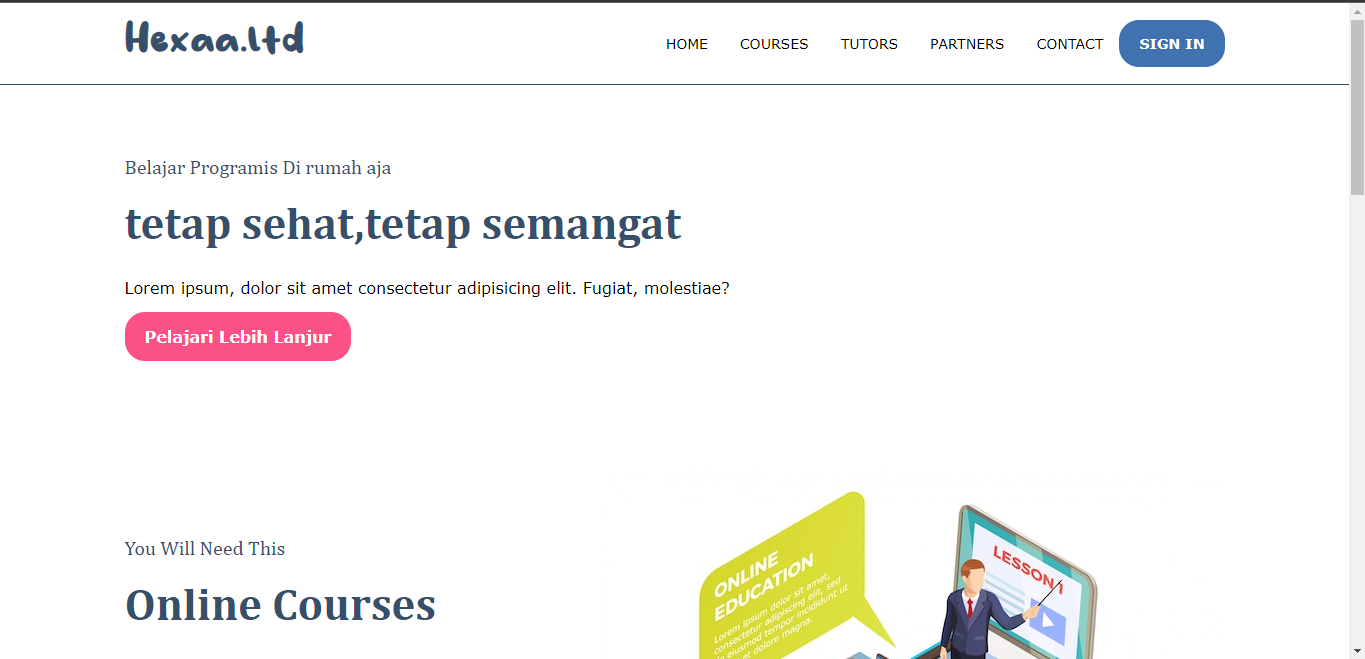 Hexaa.ltd
HOME COURSES TUTORS PARTNERS CONTACT SIGN IN
Belajar Programis Di rumah aja
tetap sehat,tetap semangat
Lorem ipsum, dolor sit amet consectetur adipisicing elit. Fugiat, molestiae?
Pelajari Lebih Lanjur
You Will Need This
Online Courses
ONLINE
EDUCATION
Lorem ipsum dolor sit amet,
consectetur adipiscing elit, sed
eiusmod tempor incididunt ut
et dolore magna.
LESSON 1